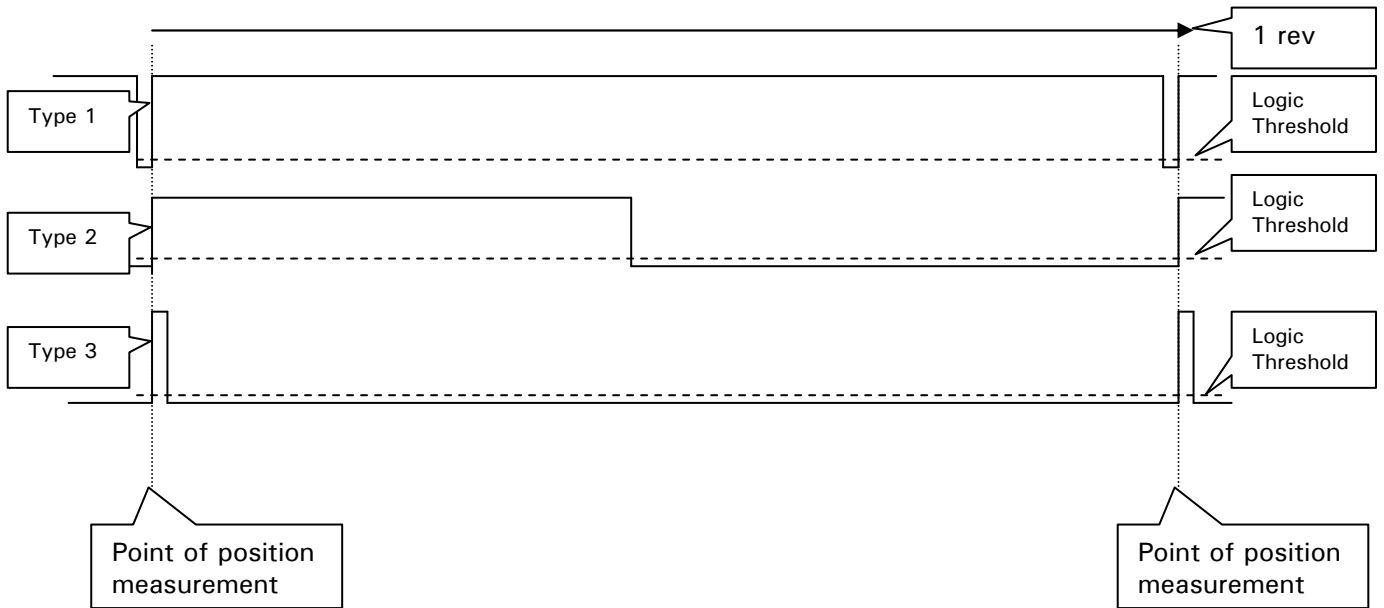 1 rev
Type 1
Logic
Threshold
Type 2
Logic
Threshold
Type 3
Logic
Threshold
Point of position
measurement
Point of position
measurement